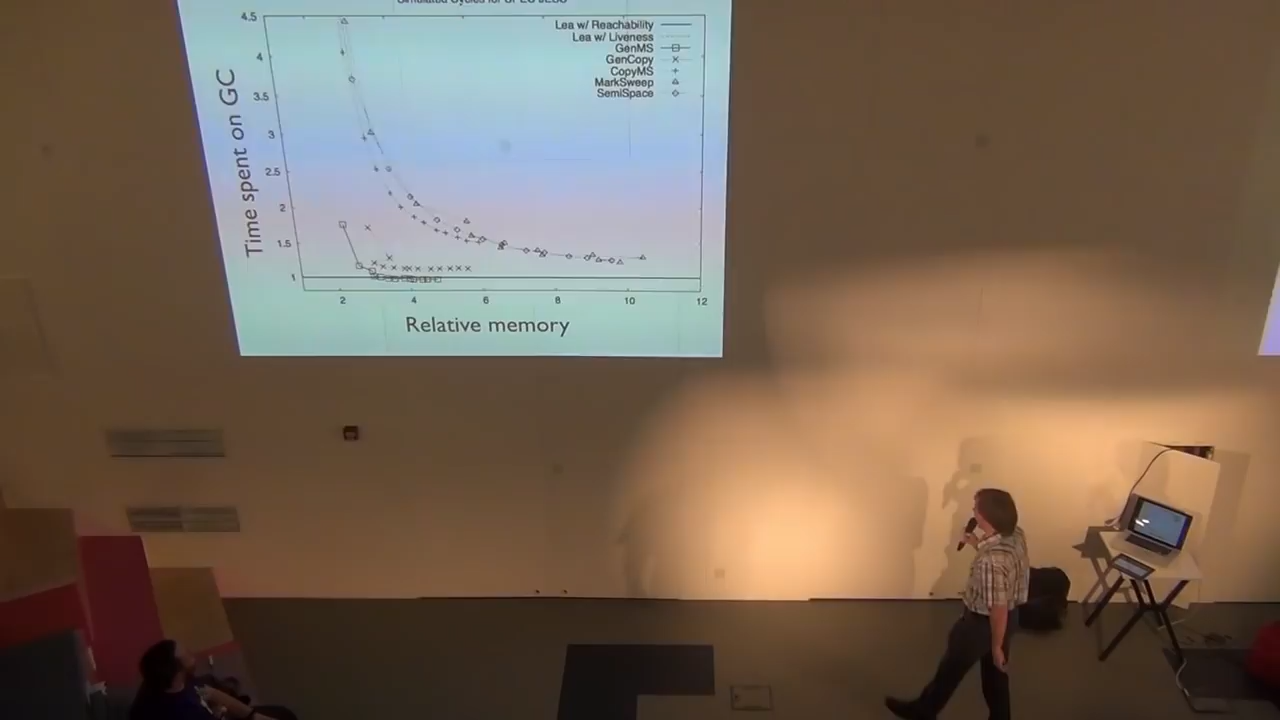 4.5
4
3.5
3
2.5
2
1.5
1
Time spent on GC
Lea w/ Reachability
Lea w/ Liveness
GenMS
GenCopy
CopyMS
MarkSweep
SemiSpace
2 4 6 8 10 12
Relative memory